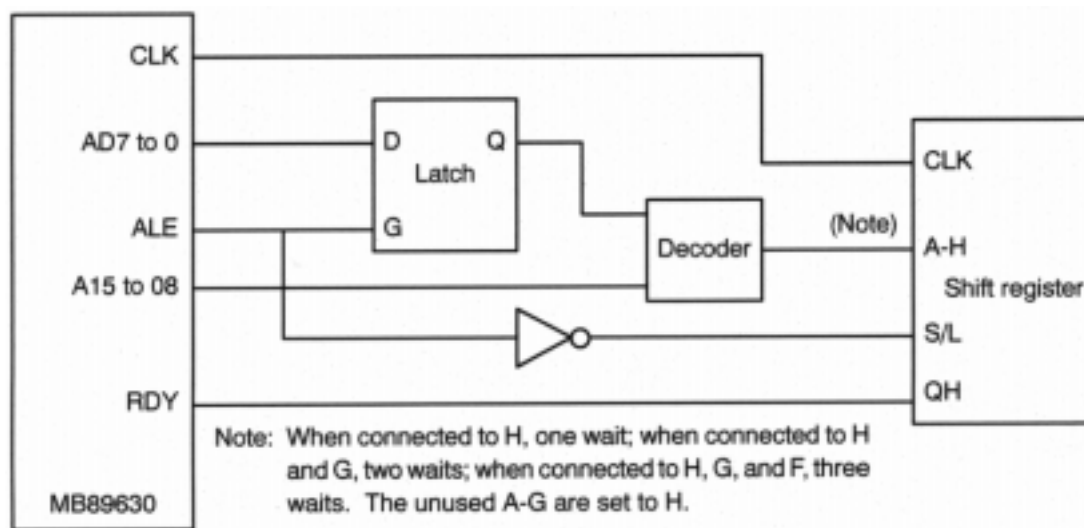 CLK
AD7 to 0
D
Q
Latch
ALE
G
CLK
(Note)
Decoder
A-H
A15 to 08
Shift register
S/L
RDY
QH
Note: When connected to H, one wait; when connected to H
and G, two waits; when connected to H, G, and F, three
waits. The unused A-G are set to H.
MB89630